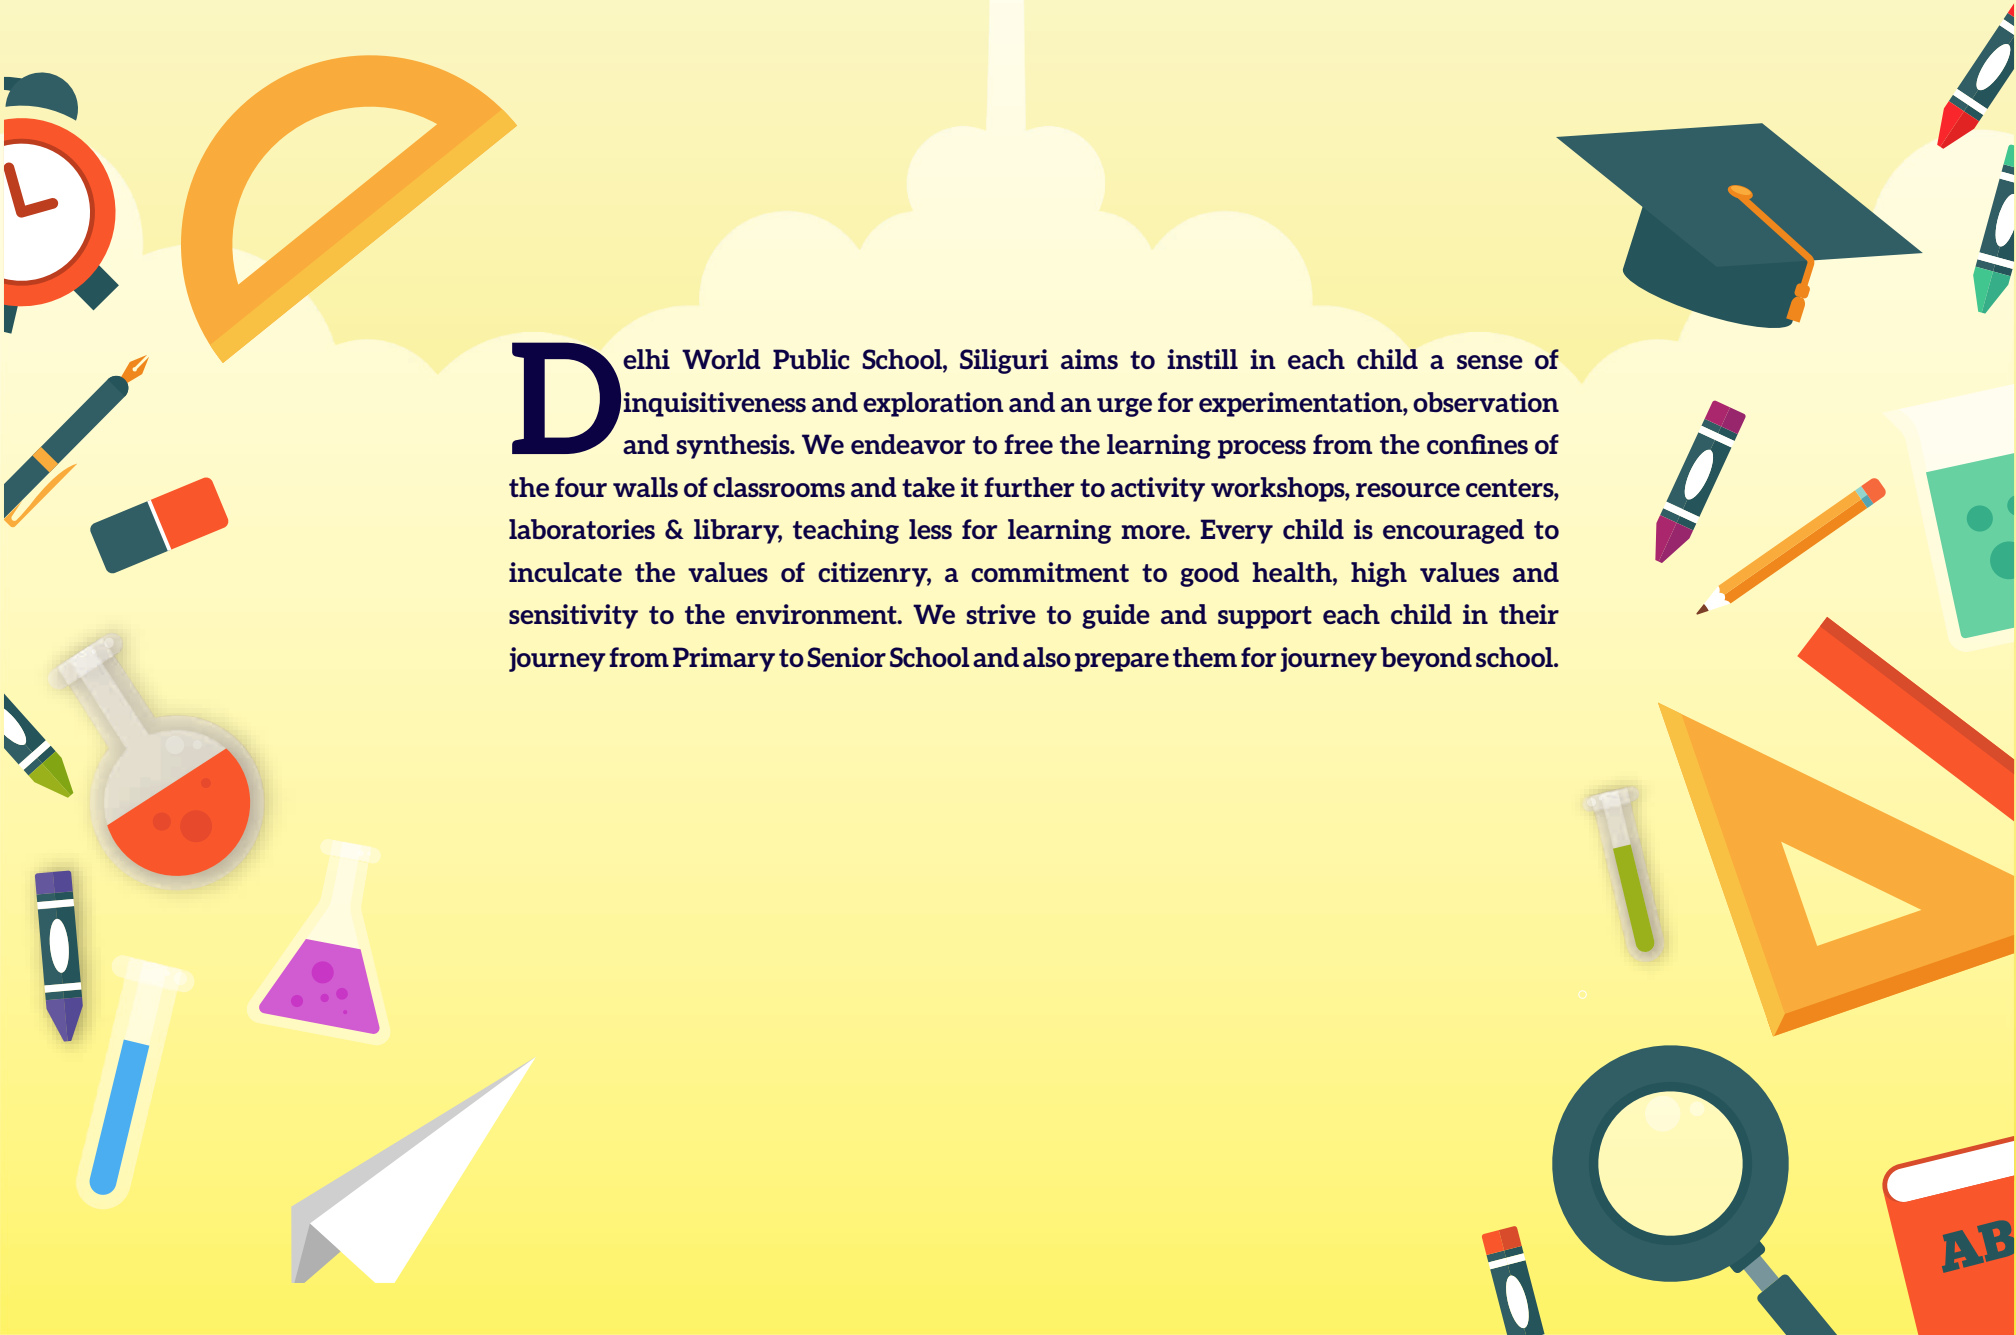 Delhi World Public School, Siliguri aims to instill in each child a sense of
inquisitiveness and exploration and an urge for experimentation, observation
and synthesis. We endeavor to free the learning process from the confines of
the four walls of classrooms and take it further to activity workshops, resource centers,
laboratories & library, teaching less for learning more. Every child is encouraged to
inculcate the values of citizenry, a commitment to good health, high values and
sensitivity to the environment. We strive to guide and support each child in their
journey from Primary to Senior School and also prepare them for journey beyond school.
AB